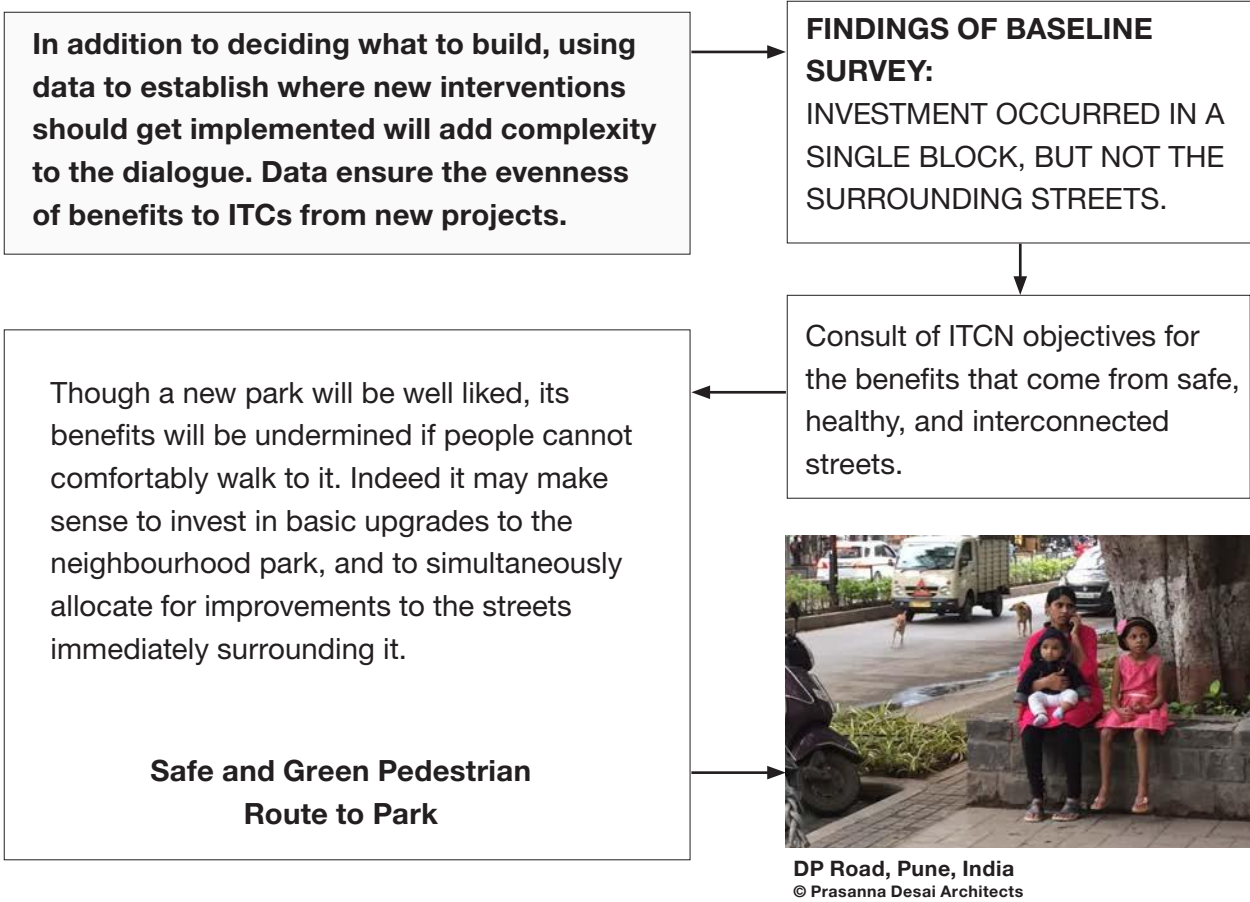 In addition to deciding what to build, using
data to establish where new interventions
should get implemented will add complexity
to the dialogue. Data ensure the evenness
of benefits to ITCs from new projects.
FINDINGS OF BASELINE
SURVEY:
INVESTMENT OCCURRED IN A
SINGLE BLOCK, BUT NOT THE
SURROUNDING STREETS.
Consult of ITCN objectives for
the benefits that come from safe,
healthy, and interconnected
streets.
Though a new park will be well liked, its
benefits will be undermined if people cannot
comfortably walk to it. Indeed it may make
sense to invest in basic upgrades to the
neighbourhood park, and to simultaneously
allocate for improvements to the streets
immediately surrounding it.
Safe and Green Pedestrian
Route to Park
DP Road, Pune, India
© Prasanna Desai Architects